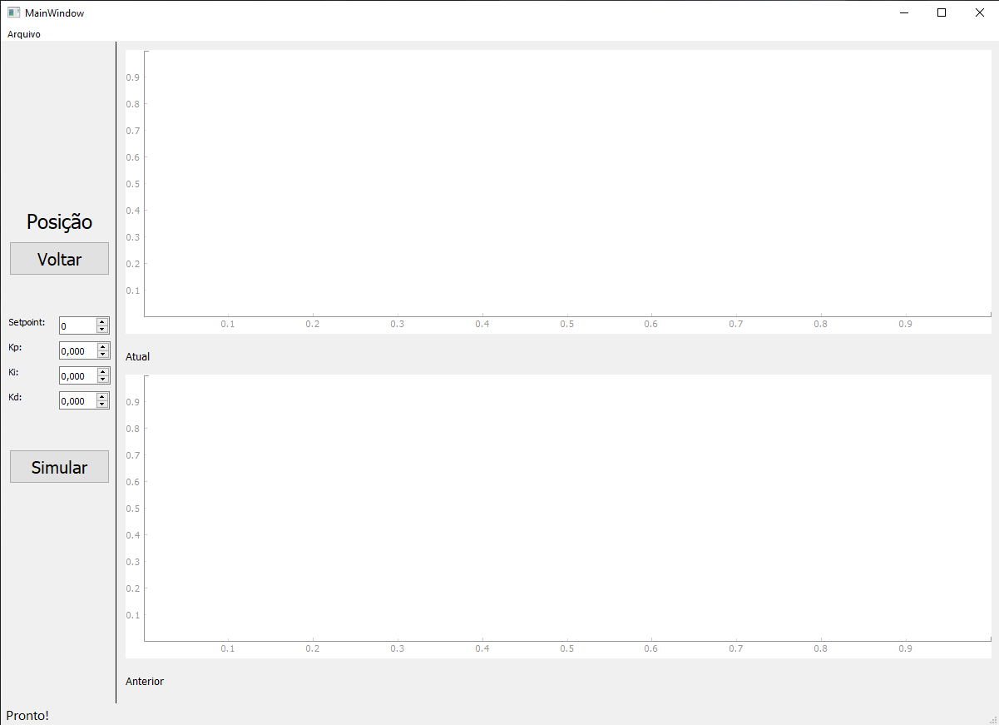 MainWindow
Arquivo
Posição
Voltar
Setpoint: 0
Kp: 0,000
Ki: 0,000
Kd: 0,000
Simular
0.9
0.8
0.7
0.6
0.5
0.4
0.3
0.2
0.1
0.1 0.2 0.3 0.4 0.5 0.6 0.7 0.8 0.9
Atual
0.9
0.8
0.7
0.6
0.5
0.4
0.3
0.2
0.1
0.1 0.2 0.3 0.4 0.5 0.6 0.7 0.8 0.9
Anterior
Pronto!